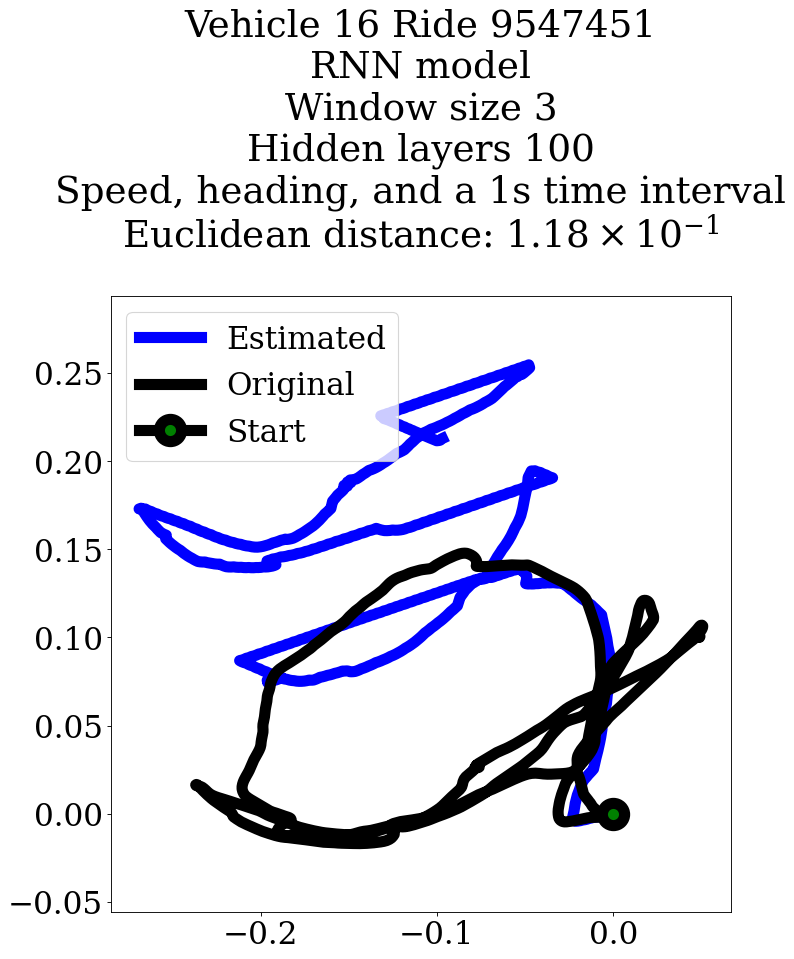 Vehicle 16 Ride 9547451
RNN model
Window size 3
Hidden layers 100
Speed, heading, and a 1s time interval
Euclidean distance: 1.18 × 10⁻¹
Estimated
Original
Start
0.25
0.20
0.15
0.10
0.05
0.00
−0.05
−0.2 −0.1 0.0